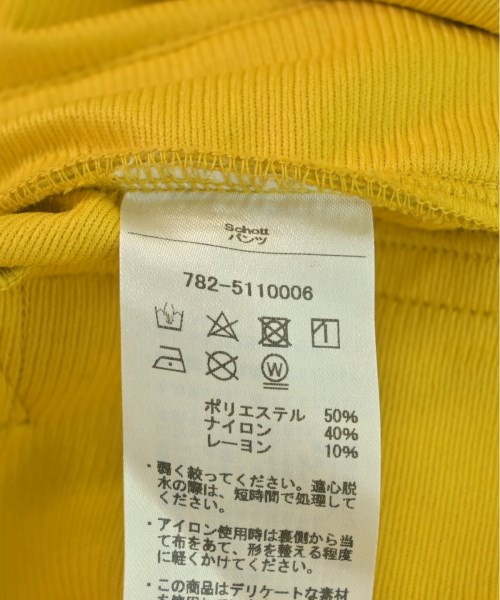 Schott
パンツ
782-5110006
W
ポリエステル 50%
ナイロン 40%
レーヨン 10%
・弱く絞ってください。遠心脱
水の際は、短時間で処理して
ください。
・アイロン使用時は裏側から当
て布をあて、形を整える程度
に軽くかけてください。
・この商品はデリケートな素材
を使用して